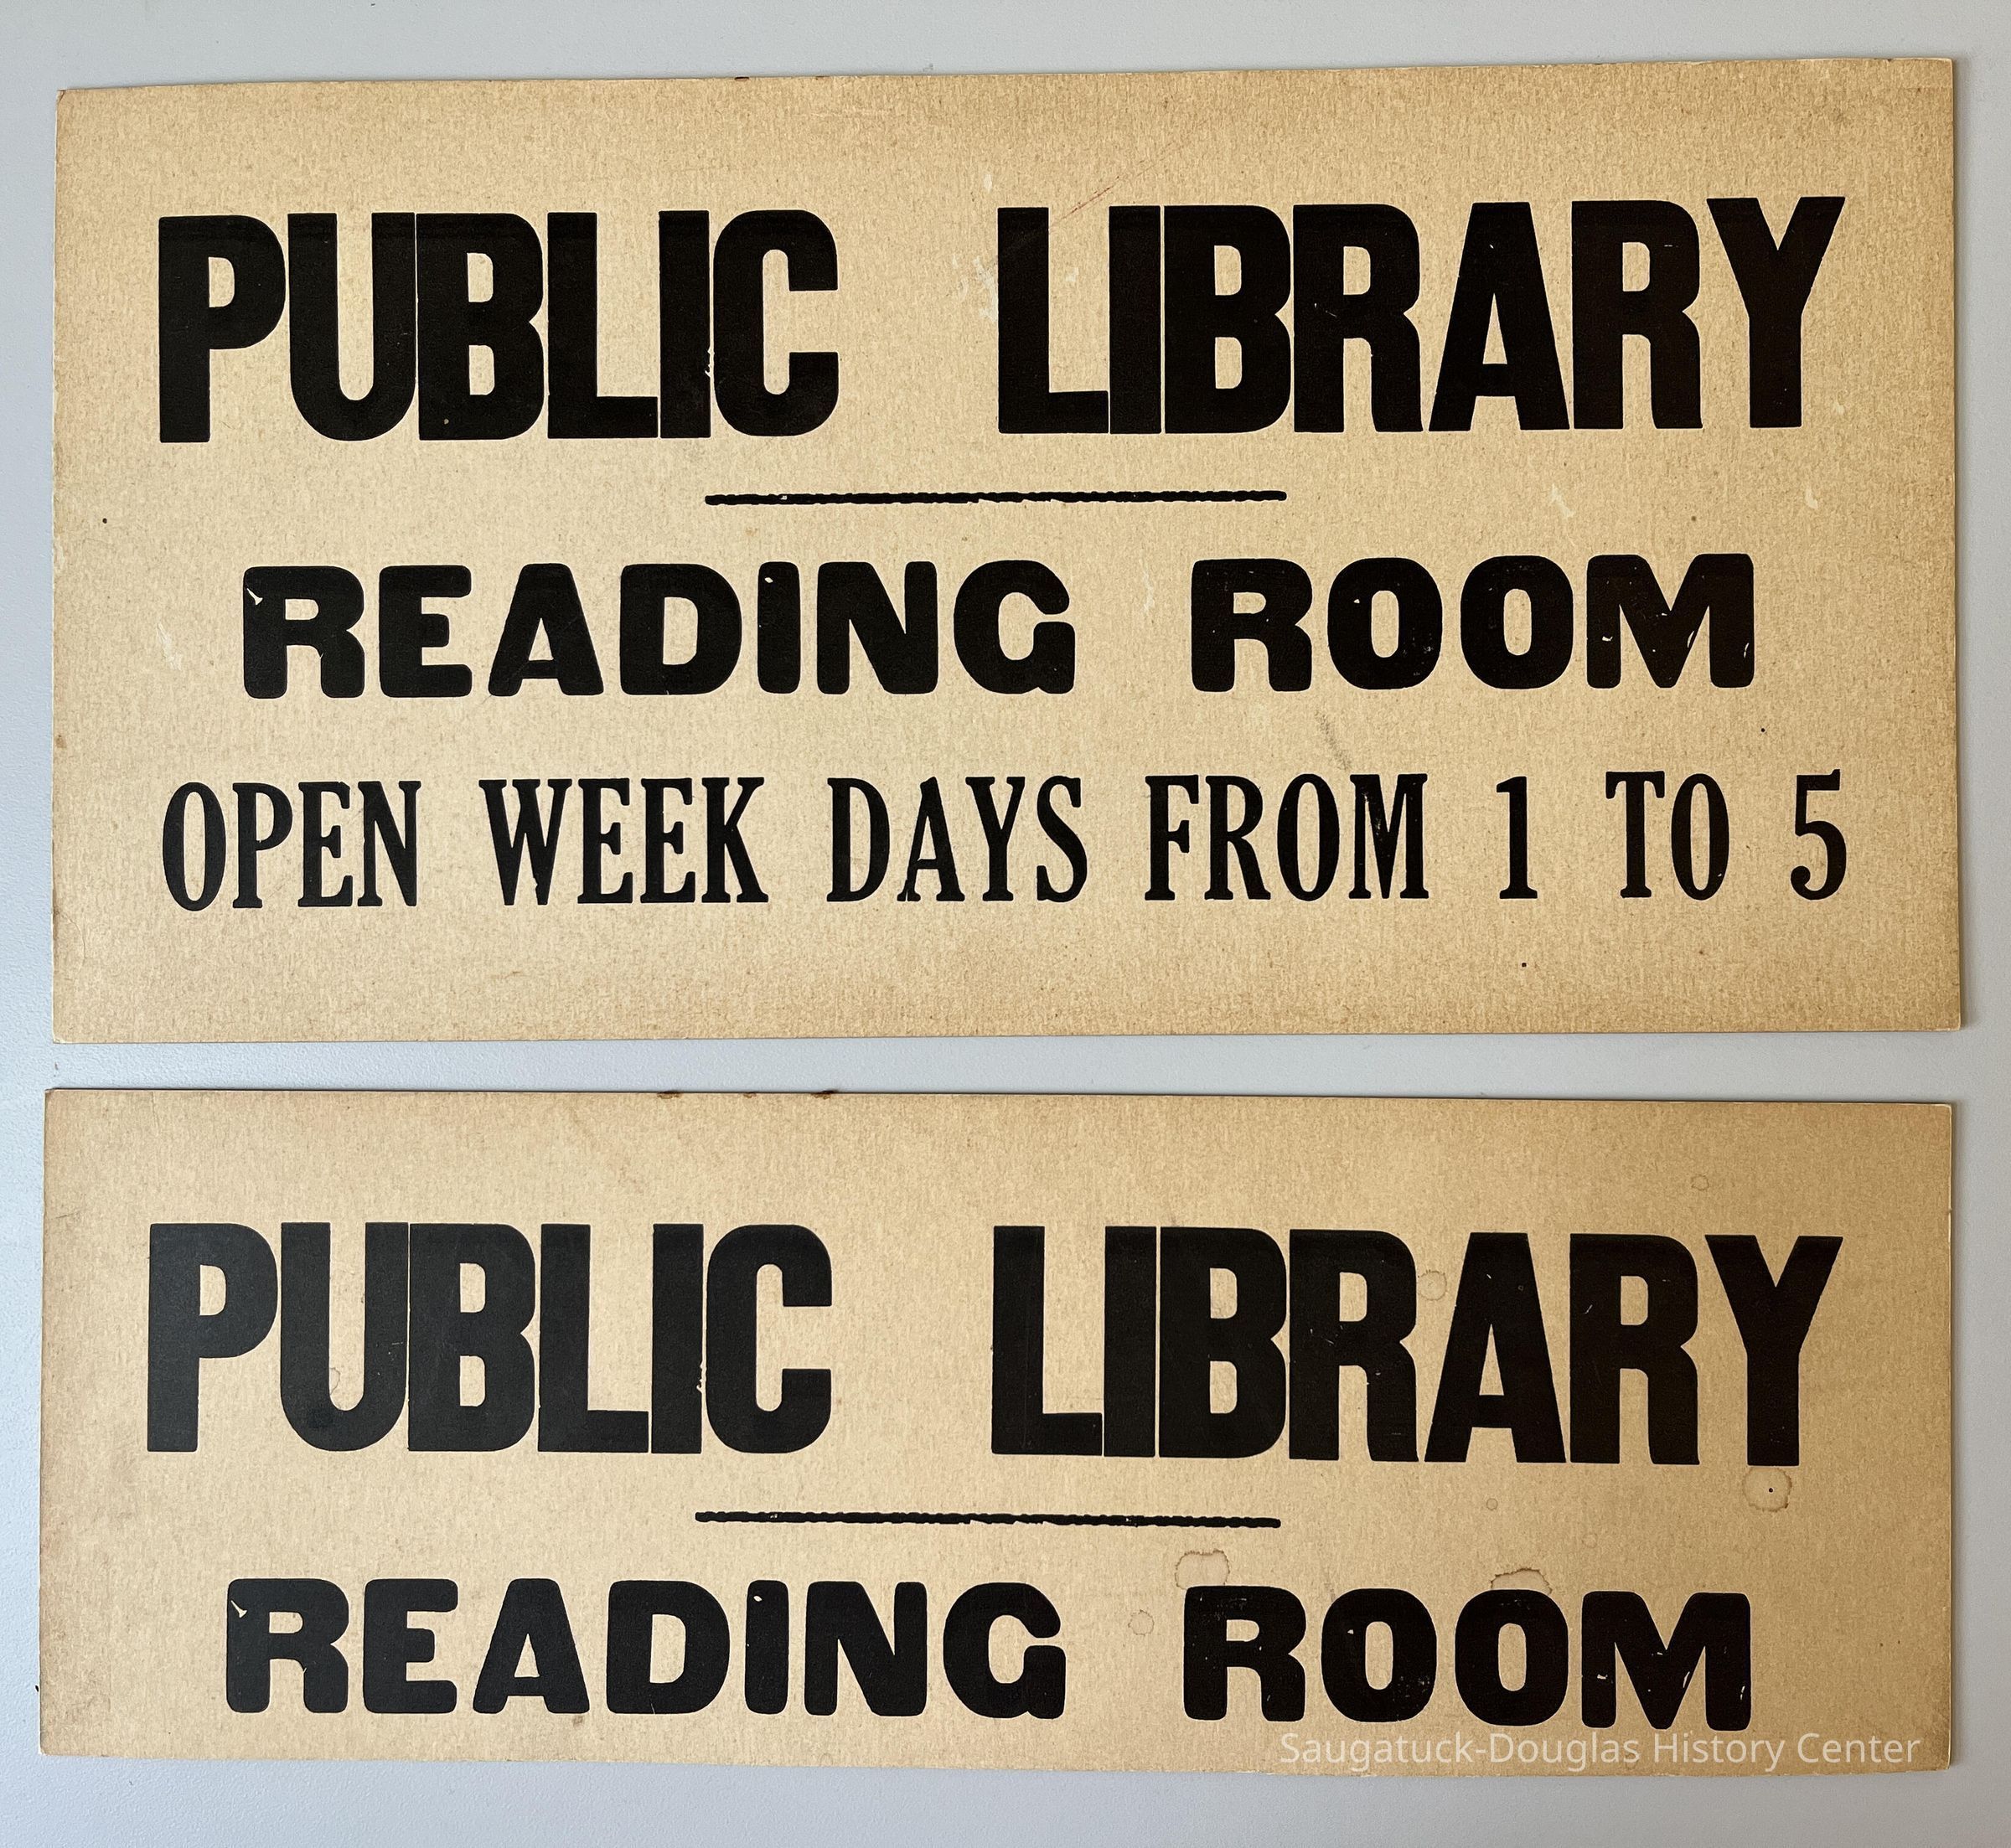 PUBLIC LIBRARY
READING ROOM
OPEN WEEK DAYS FROM 1 TO 5
PUBLIC LIBRARY
READING ROOM
Saugatuck-Douglas History Center